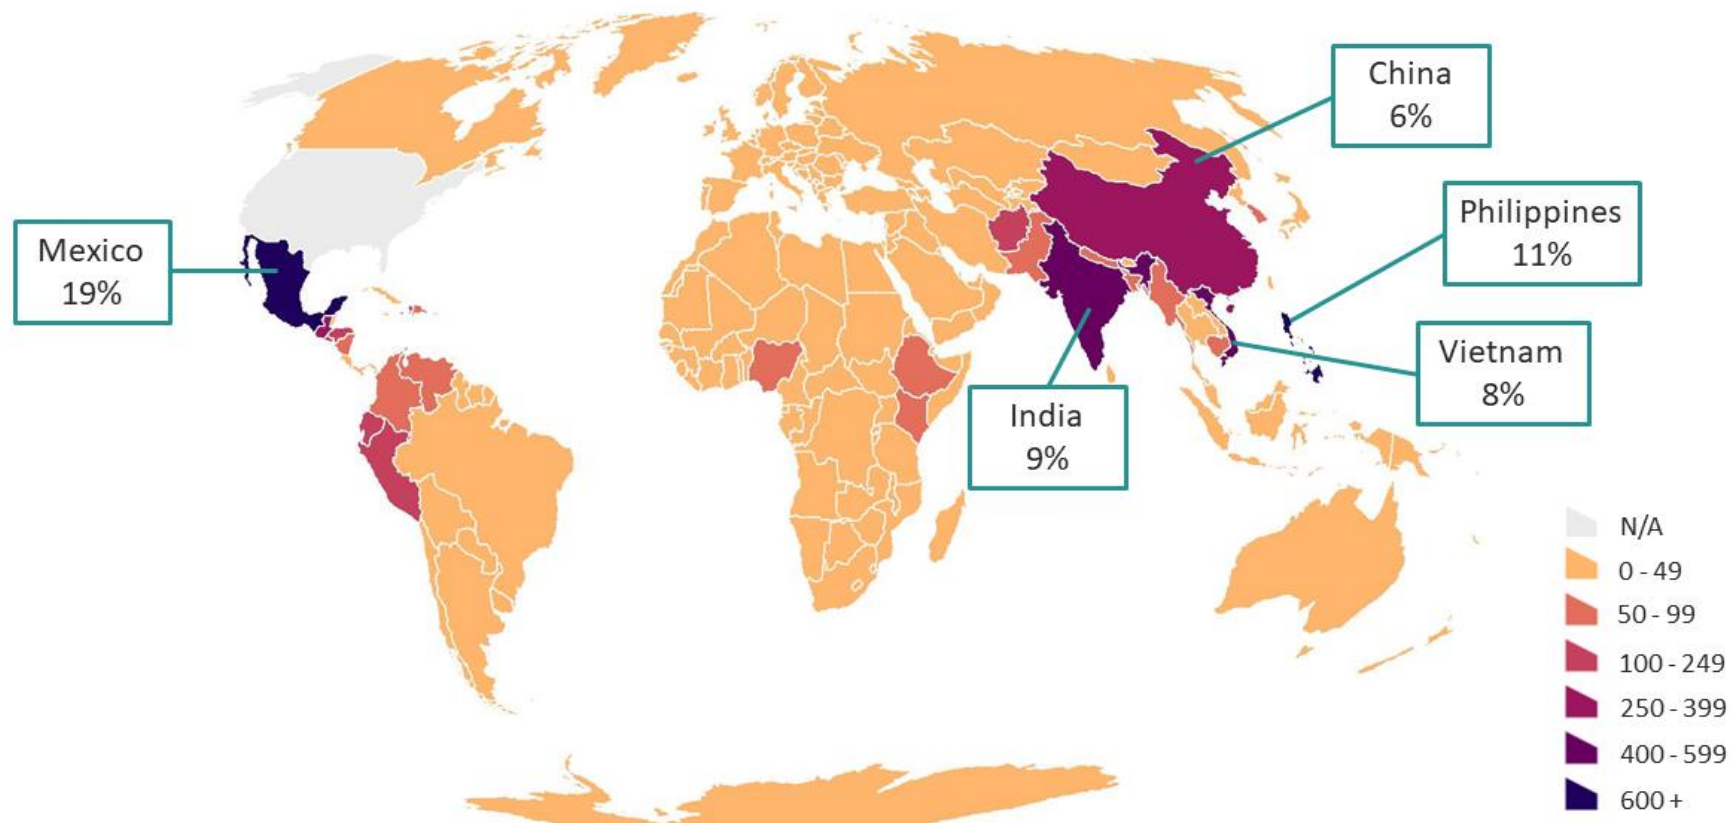 China
6%
Philippines
11%
Mexico
19%
Vietnam
8%
India
9%
N/A
0 - 49
50 - 99
100 - 249
250 - 399
400 - 599
600 +